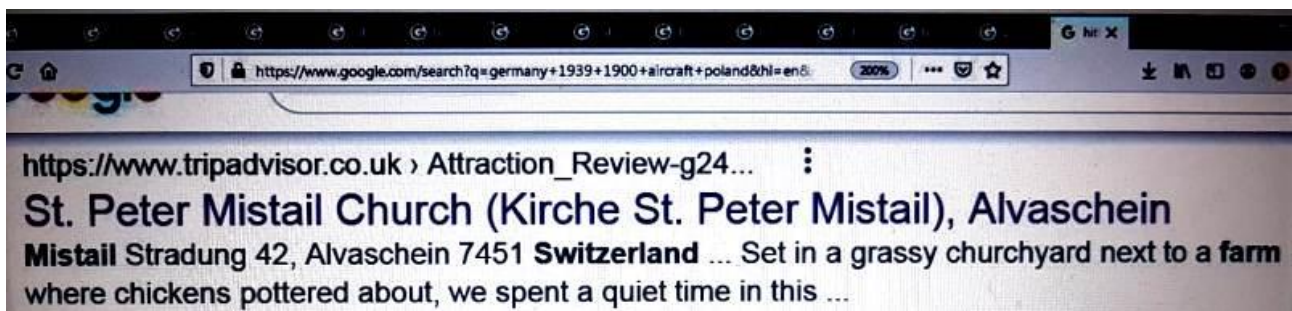 G hit X
https://www.google.com/search?q=germany+1939+1900+aircraft+poland&hl=en&
200%
https://www.tripadvisor.co.uk › Attraction_Review-g24...
St. Peter Mistail Church (Kirche St. Peter Mistail), Alvaschein
Mistail Stradung 42, Alvaschein 7451 Switzerland ... Set in a grassy churchyard next to a farm
where chickens pottered about, we spent a quiet time in this ...